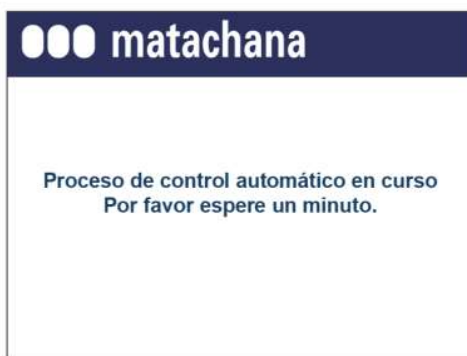 matachana
Proceso de control automático en curso
Por favor espere un minuto.